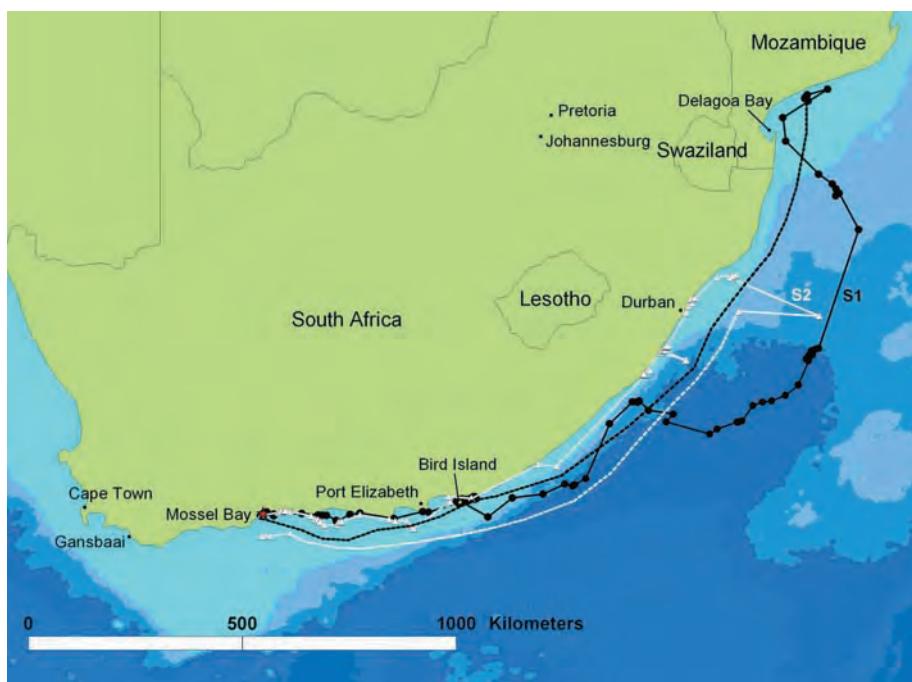 Mozambique
Delagoa Bay
Pretoria
Johannesburg
Swaziland
Lesotho
Durban
S2
S1
South Africa
Bird Island
Port Elizabeth
Cape Town
Mossel Bay
Gansbaai
0 500 1000 Kilometers